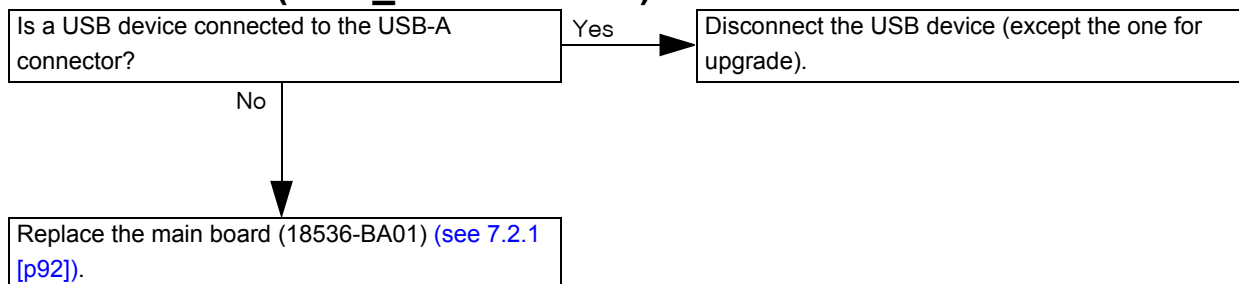 Is a USB device connected to the USB-A
connector?
Yes
Disconnect the USB device (except the one for
upgrade).
No
Replace the main board (18536-BA01) (see 7.2.1
[p92]).